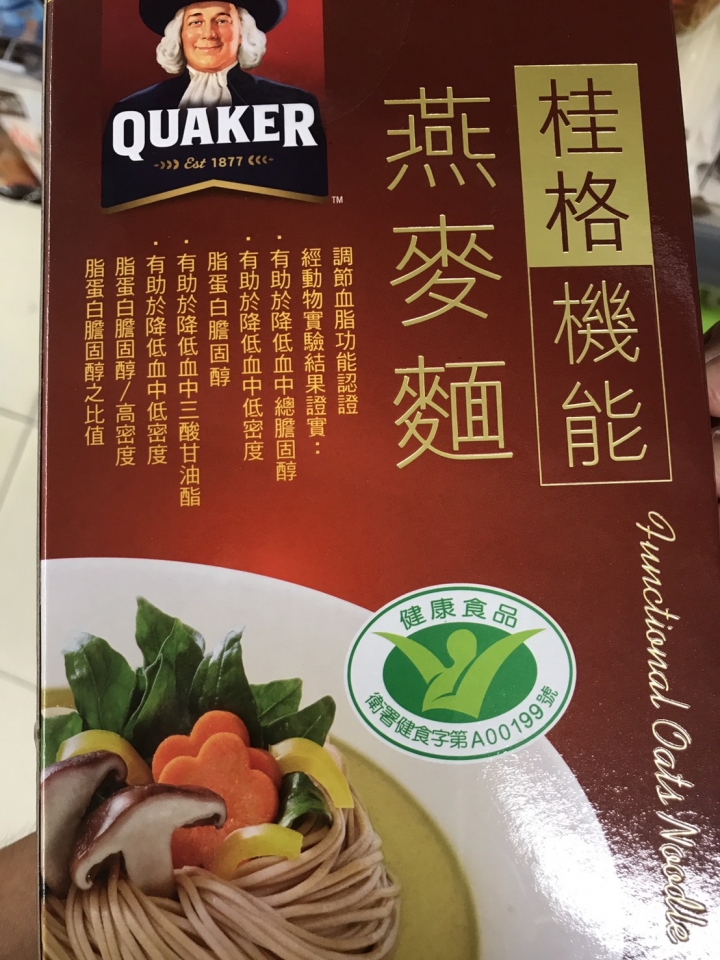 QUAKER
Est 1877
TM
桂格機能
燕麥麵
Functional Oats Noodle
調節血脂功能認證
經動物實驗結果證實：
・有助於降低血中總膽固醇
・有助於降低血中低密度
脂蛋白膽固醇
・有助於降低血中三酸甘油酯
・有助於降低血中低密度
脂蛋白膽固醇/高密度
脂蛋白膽固醇之比值
健康食品
衛署健食字第A00199號